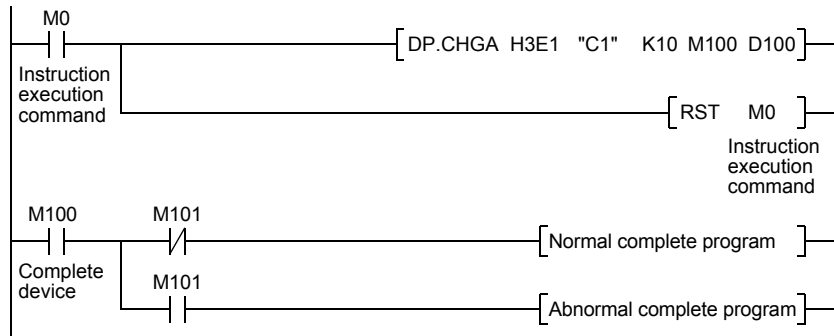 M0
DP.CHGA H3E1 "C1" K10 M100 D100
Instruction
execution
command
RST M0
Instruction
execution
command
M100 M101
Normal complete program
Complete
device
M101
Abnormal complete program